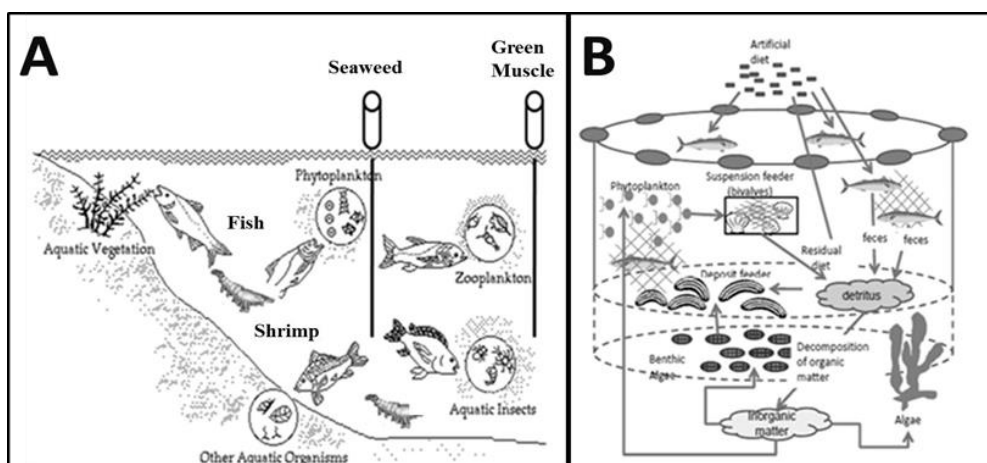 A
Seaweed
Green
Muscle
Phytoplankton
Aquatic Vegetation
Fish
Zooplankton
Shrimp
Aquatic Insects
Other Aquatic Organisms
B
Artificial
diet
Phytoplankton
Suspension feeder
(bivalves)
Residual
diet
feces
feces
Deposit feeder
detritus
Benthic
Algae
Decomposition
of organic
matter
Inorganic
matter
Algae